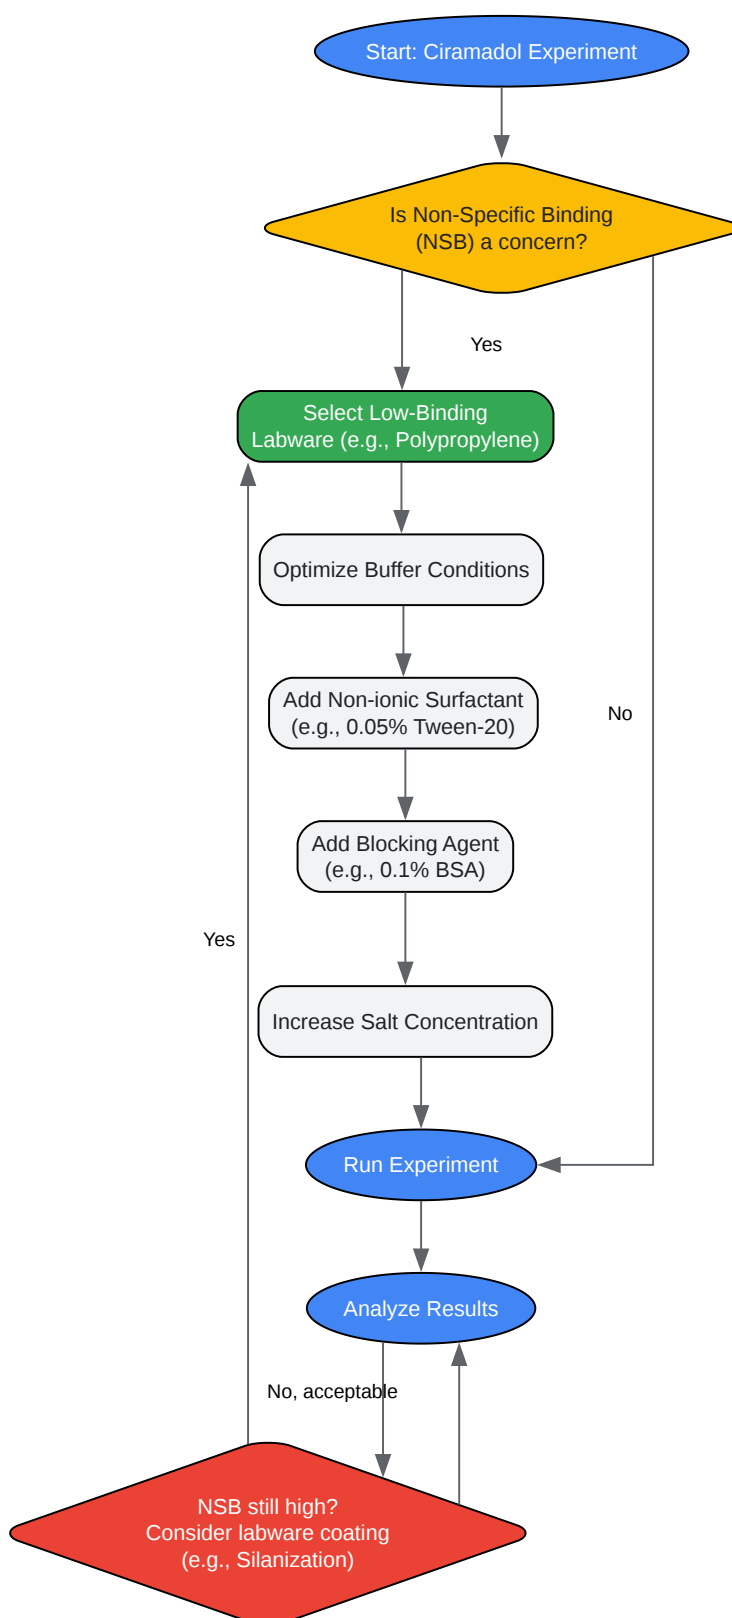 Start: Ciramadol Experiment
Is Non-Specific Binding
(NSB) a concern?
Yes
Select Low-Binding
Labware (e.g., Polypropylene)
Optimize Buffer Conditions
Add Non-ionic Surfactant
(e.g., 0.05% Tween-20)
No
Add Blocking Agent
(e.g., 0.1% BSA)
Yes
Increase Salt Concentration
Run Experiment
Analyze Results
No, acceptable
NSB still high?
Consider labware coating
(e.g., Silanization)